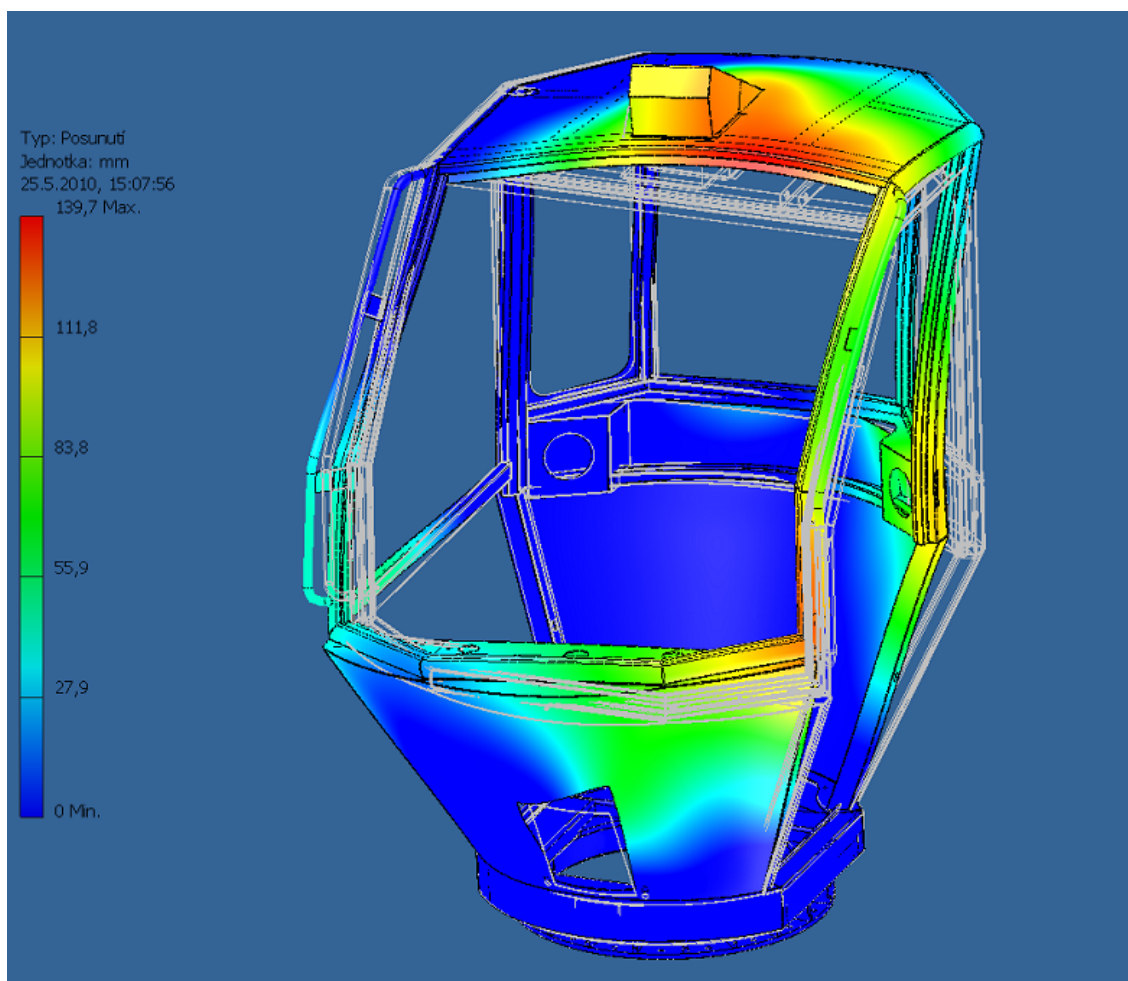 Typ: Posunutí
Jednotka: mm
25.5.2010, 15:07:56
139,7 Max.
111,8
83,8
55,9
27,9
0 Min.